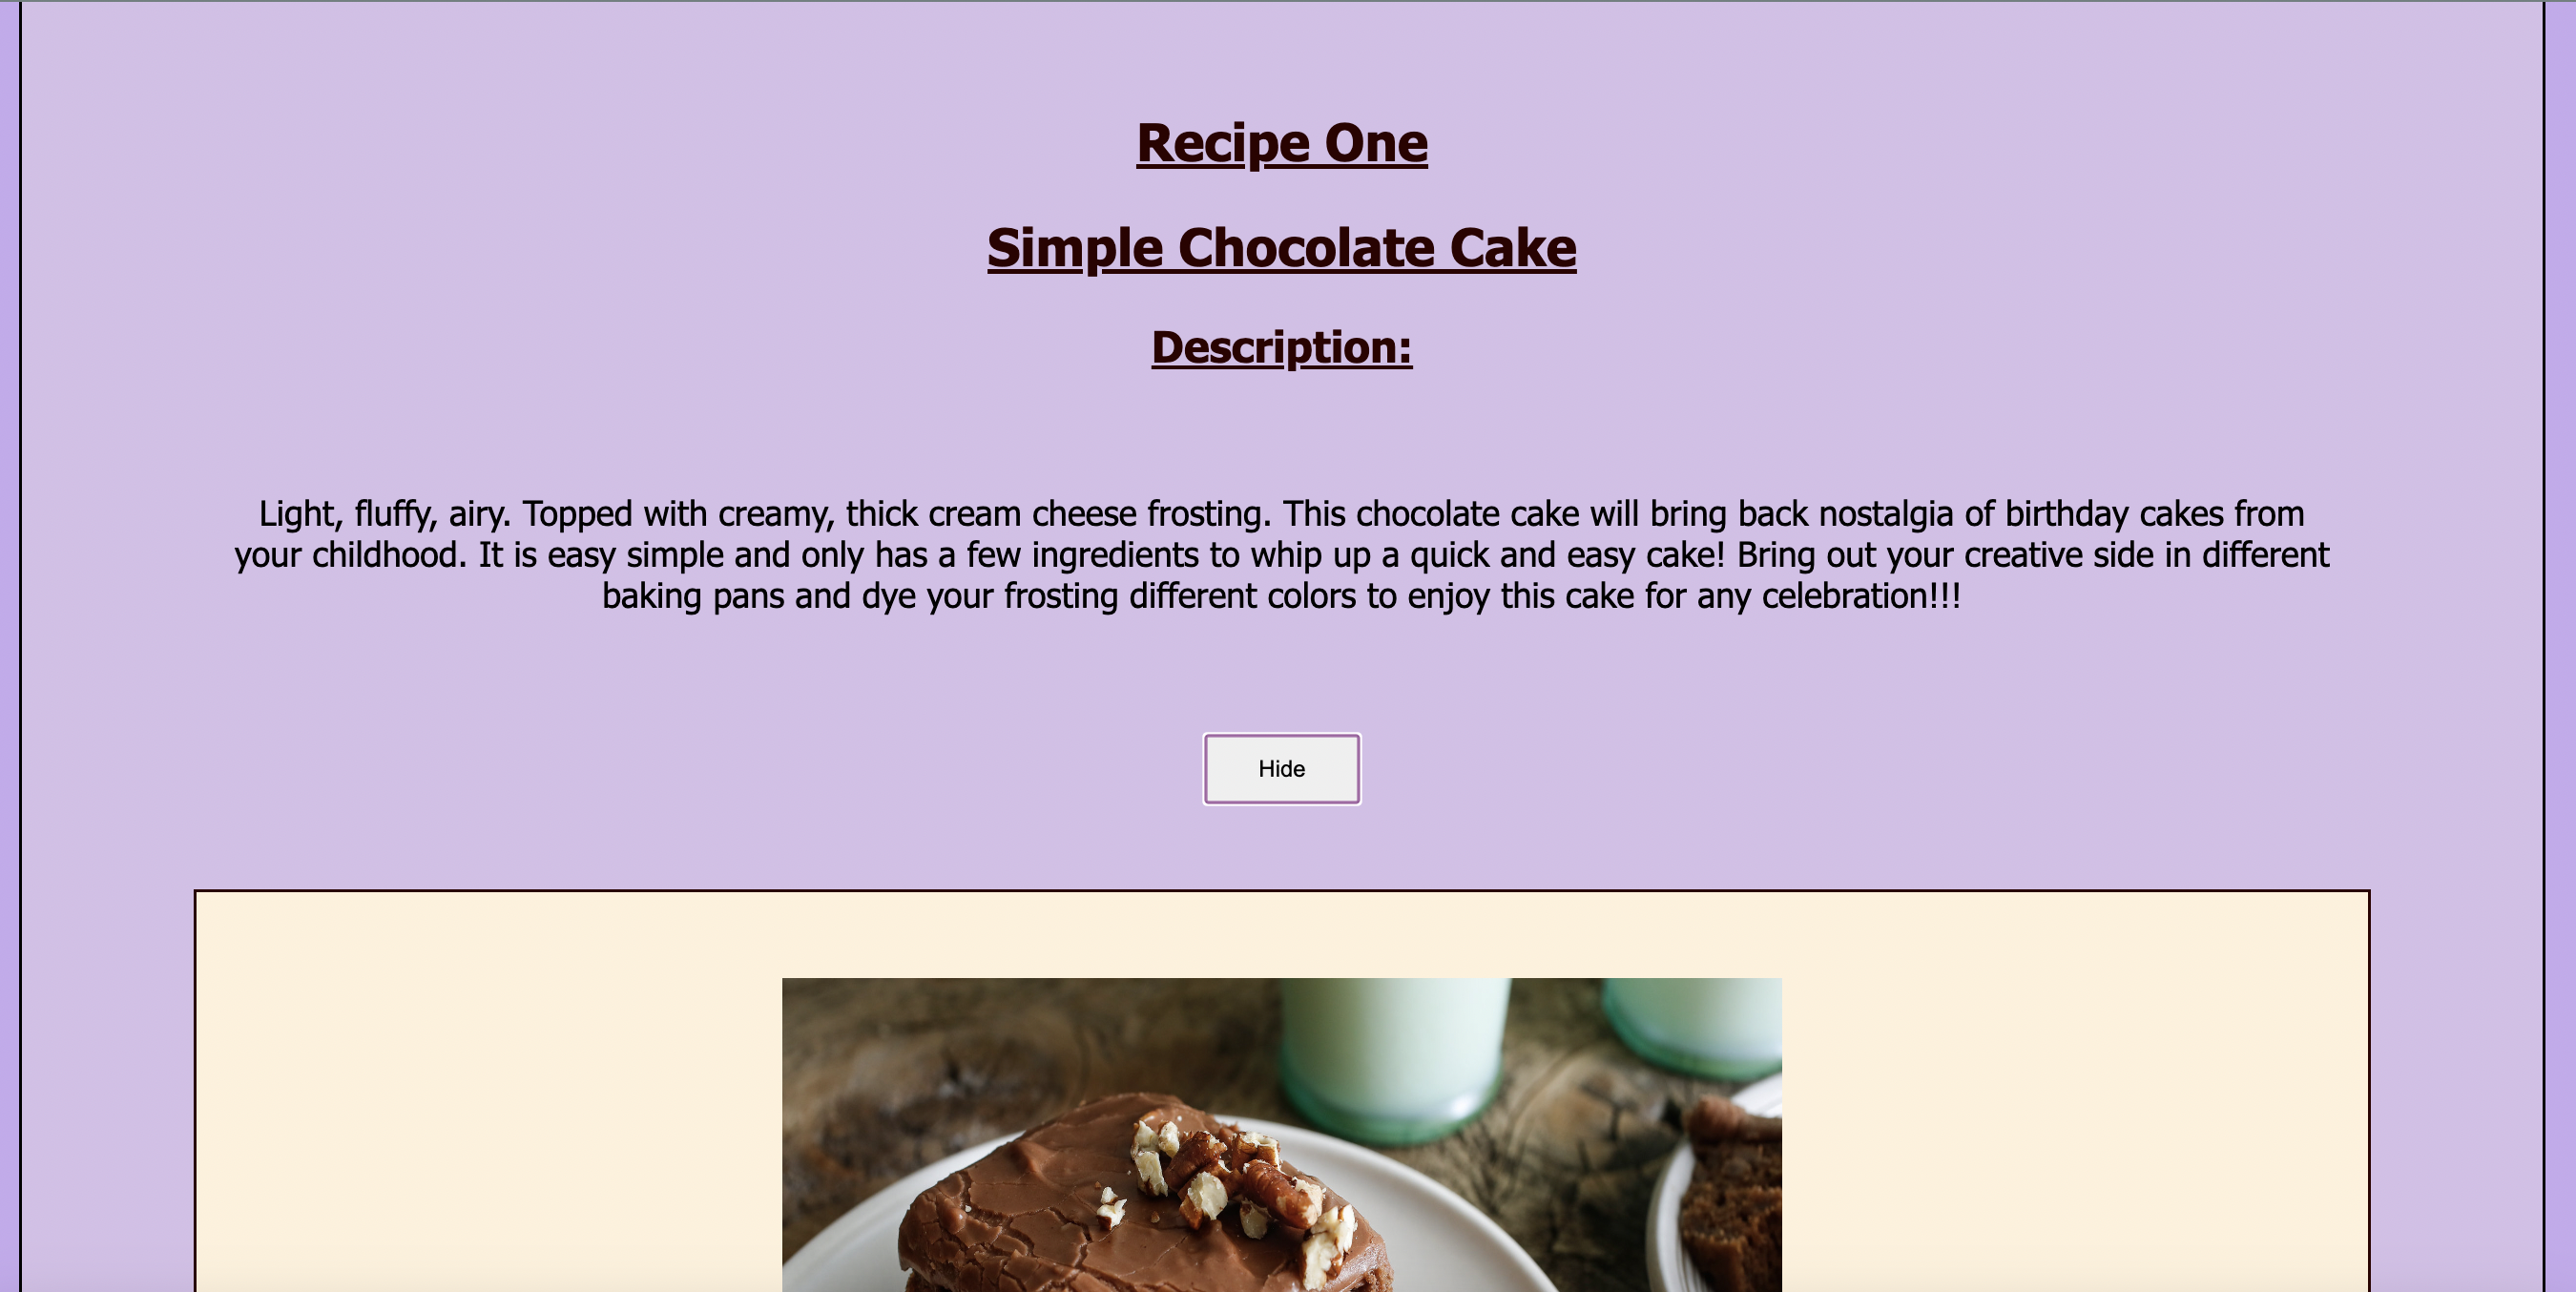 Recipe One
Simple Chocolate Cake
Description:
Light, fluffy, airy. Topped with creamy, thick cream cheese frosting. This chocolate cake will bring back nostalgia of birthday cakes from
your childhood. It is easy simple and only has a few ingredients to whip up a quick and easy cake! Bring out your creative side in different
baking pans and dye your frosting different colors to enjoy this cake for any celebration!!!
Hide